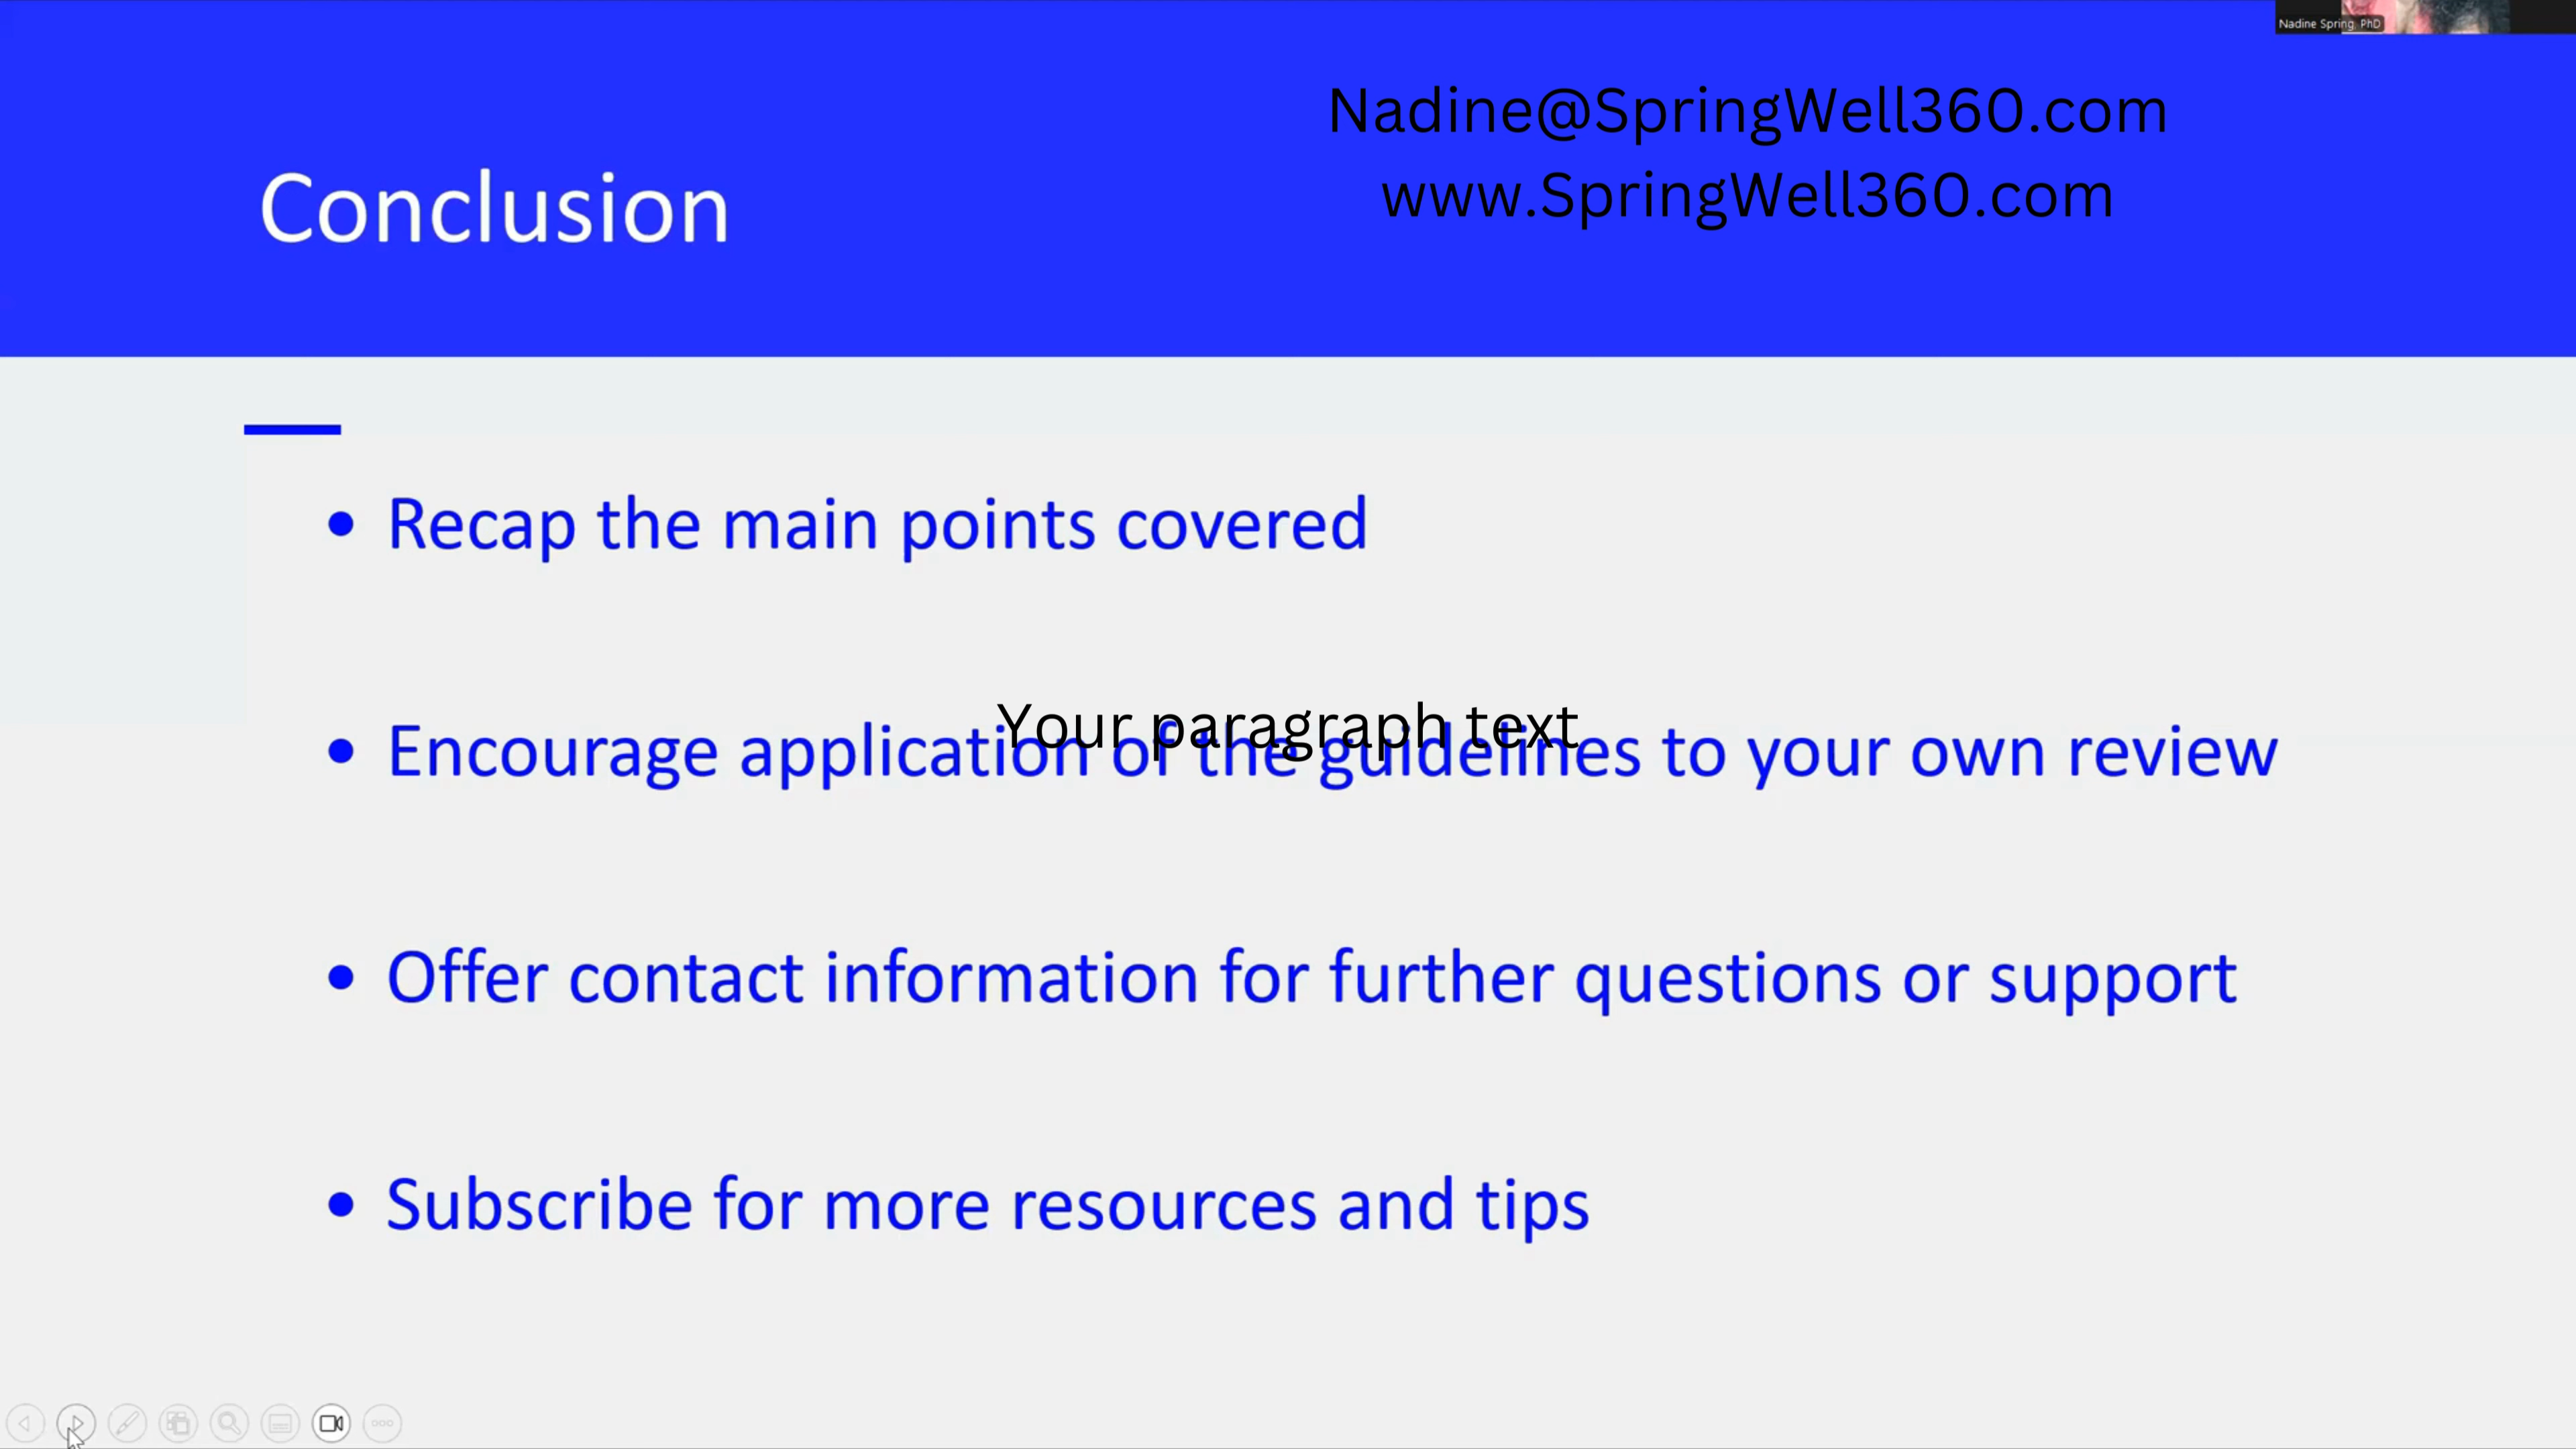 Nadine Spring, PhD
Nadine@SpringWell360.com
www.SpringWell360.com
Conclusion
• Recap the main points covered
Your paragraph text
• Encourage application of the guidelines to your own review
• Offer contact information for further questions or support
• Subscribe for more resources and tips